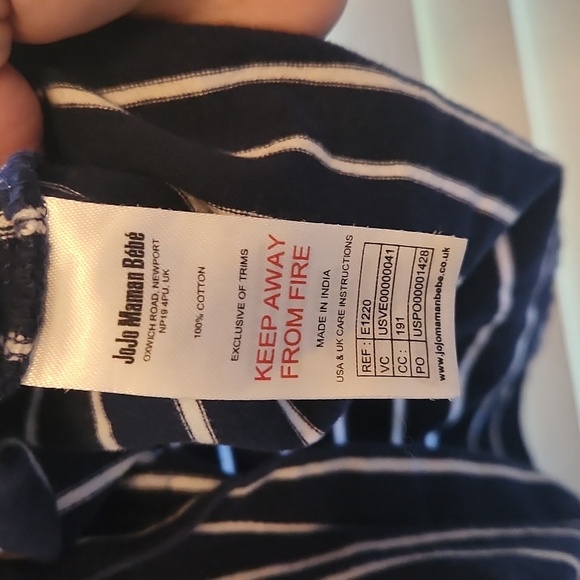 JoJo Maman Bébé
OXWICH ROAD, NEWPORT
NP19 4PU, UK
100% COTTON
EXCLUSIVE OF TRIMS
KEEP AWAY
FROM FIRE
MADE IN INDIA
USA & UK CARE INSTRUCTIONS
REF : E1220
VC USVE00000041
CC : 191
PO USPO00001428
www.jojomamanbebe.co.uk